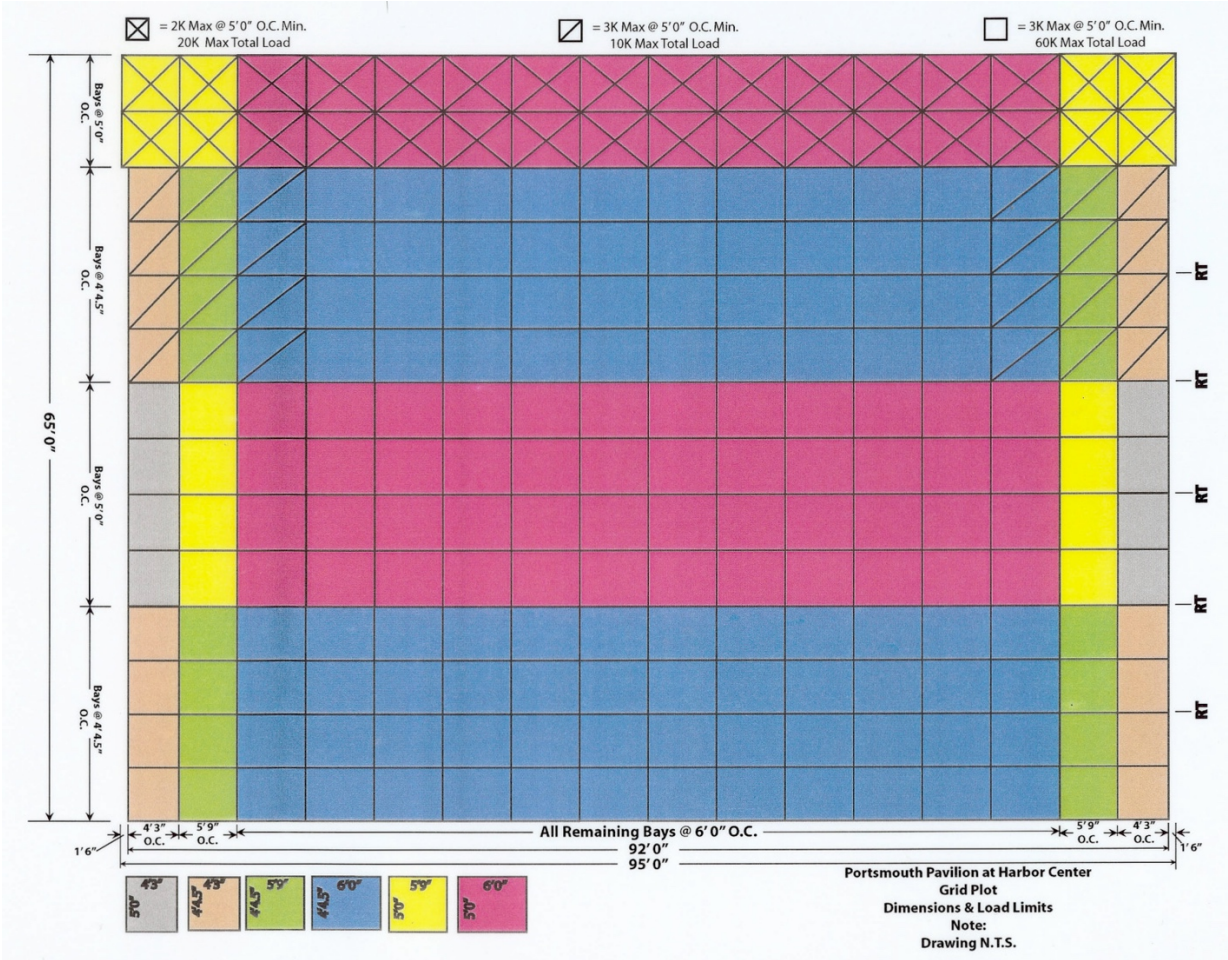 = 2K Max @ 5'0" O.C. Min.
20K Max Total Load
= 3K Max @ 5'0" O.C. Min.
10K Max Total Load
= 3K Max @ 5'0" O.C. Min.
60K Max Total Load
Bays @ 5'0"
O.C.
Bays @ 4' 4.5"
O.C.
RT
RT
65'0"
Bays @ 5'0"
O.C.
RT
RT
Bays @ 4' 4.5"
O.C.
RT
1'6"
4'3"
O.C.
5'9"
O.C.
All Remaining Bays @ 6'0" O.C.
5'9"
O.C.
4'3"
O.C.
1'6"
92'0"
95'0"
4'3"
5'0"
4'3"
4'4.5"
5'9"
4'4.5"
6'0"
4'4.5"
5'9"
5'0"
6'0"
5'0"
Portsmouth Pavilion at Harbor Center
Grid Plot
Dimensions & Load Limits
Note:
Drawing N.T.S.